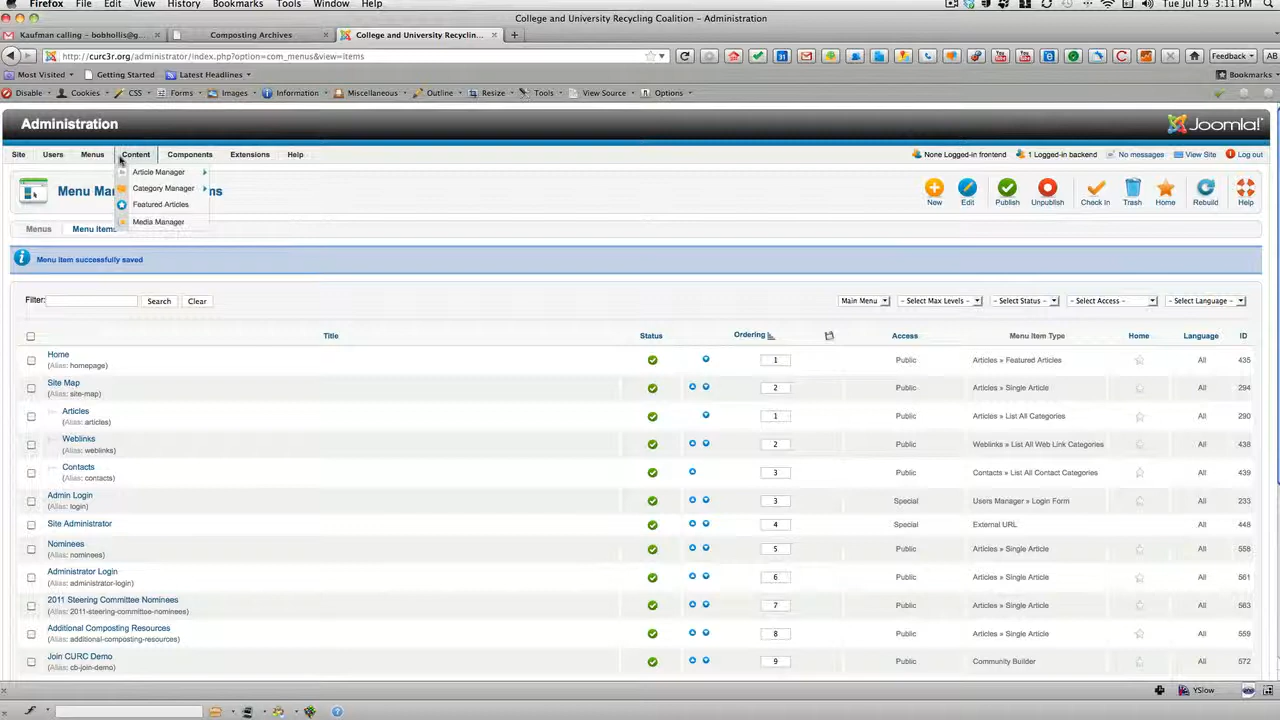 Firefox File Edit View History Bookmarks Tools Window Help Tue Jul 19 3:11 PM
College and University Recycling Coalition - Administration
Kaufman calling - bobhollis@g... × Composting Archives × College and University Recyclin... × +
http://curc3r.org/administrator/index.php?option=com_menus&view=items Feedback AB
Most Visited Getting Started Latest Headlines Bookmarks
Disable Cookies CSS Forms Images Information Miscellaneous Outline Resize Tools View Source Options
Administration Joomla!
Site Users Menus Content Components Extensions Help None Logged-in frontend 1 Logged-in backend No messages View Site Log out
Article Manager
Category Manager
Featured Articles
Media Manager
New Edit Publish Unpublish Check In Trash Home Rebuild Help
Menus Menu Items
Menu item successfully saved
Filter: Search Clear Main Menu - Select Max Levels - - Select Status - - Select Access - - Select Language -
Title Status Ordering Access Menu Item Type Home Language ID
Home
(Alias: homepage) 1 Public Articles » Featured Articles All 435
Site Map
(Alias: site-map) 2 Public Articles » Single Article All 294
Articles
(Alias: articles) 1 Public Articles » List All Categories All 290
Weblinks
(Alias: weblinks) 2 Public Weblinks » List All Web Link Categories All 438
Contacts
(Alias: contacts) 3 Public Contacts » List All Contact Categories All 439
Admin Login
(Alias: login) 3 Special Users Manager » Login Form All 233
Site Administrator 4 Special External URL All 448
Nominees
(Alias: nominees) 5 Public Articles » Single Article All 558
Administrator Login
(Alias: administrator-login) 6 Public Articles » Single Article All 561
2011 Steering Committee Nominees
(Alias: 2011-steering-committee-nominees) 7 Public Articles » Single Article All 563
Additional Composting Resources
(Alias: additional-composting-resources) 8 Public Articles » Single Article All 559
Join CURC Demo
(Alias: cb-join-demo) 9 Public Community Builder All 572
YSlow